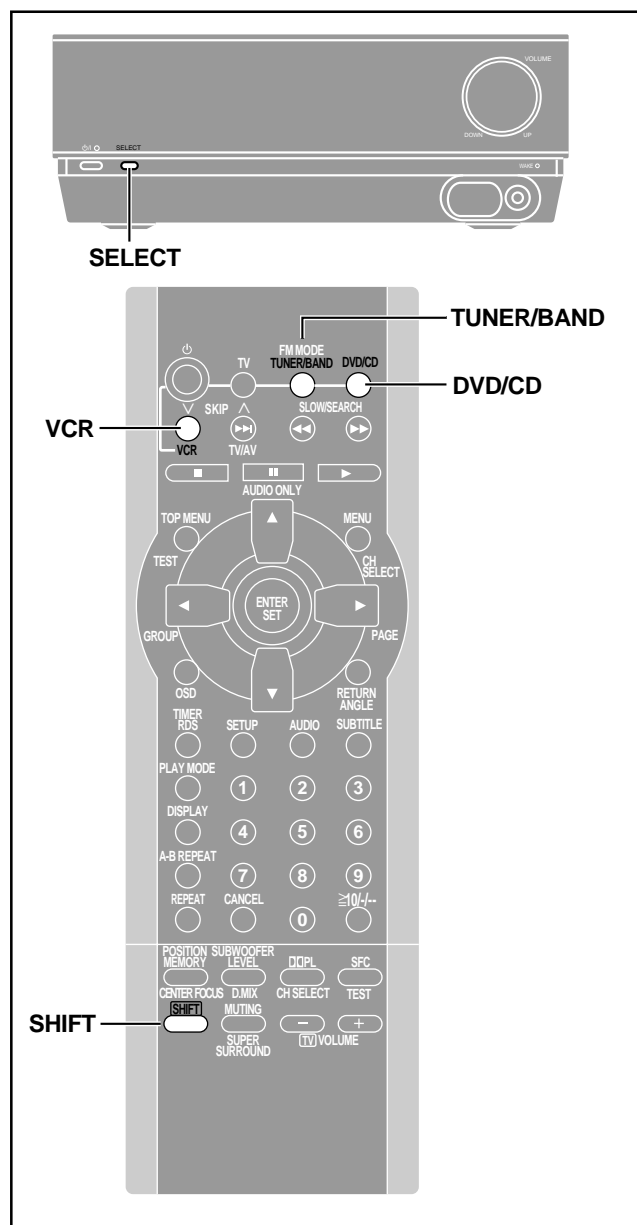 VOLUME
DOWN UP
⏻/I SELECT WAKE
SELECT
TUNER/BAND
DVD/CD
VCR
SHIFT
FM MODE
TV TUNER/BAND DVD/CD
SKIP SLOW/SEARCH
VCR TV/AV
AUDIO ONLY
TOP MENU MENU
TEST CH SELECT
ENTER
SET
GROUP PAGE
OSD RETURN
ANGLE
TIMER
RDS SETUP AUDIO SUBTITLE
PLAY MODE 1 2 3
DISPLAY 4 5 6
A-B REPEAT 7 8 9
REPEAT CANCEL 0 ≧10/-/--
POSITION SUBWOOFER
MEMORY LEVEL DDPL SFC
CENTER FOCUS D.MIX CH SELECT TEST
SHIFT MUTING − +
SUPER
SURROUND TV VOLUME